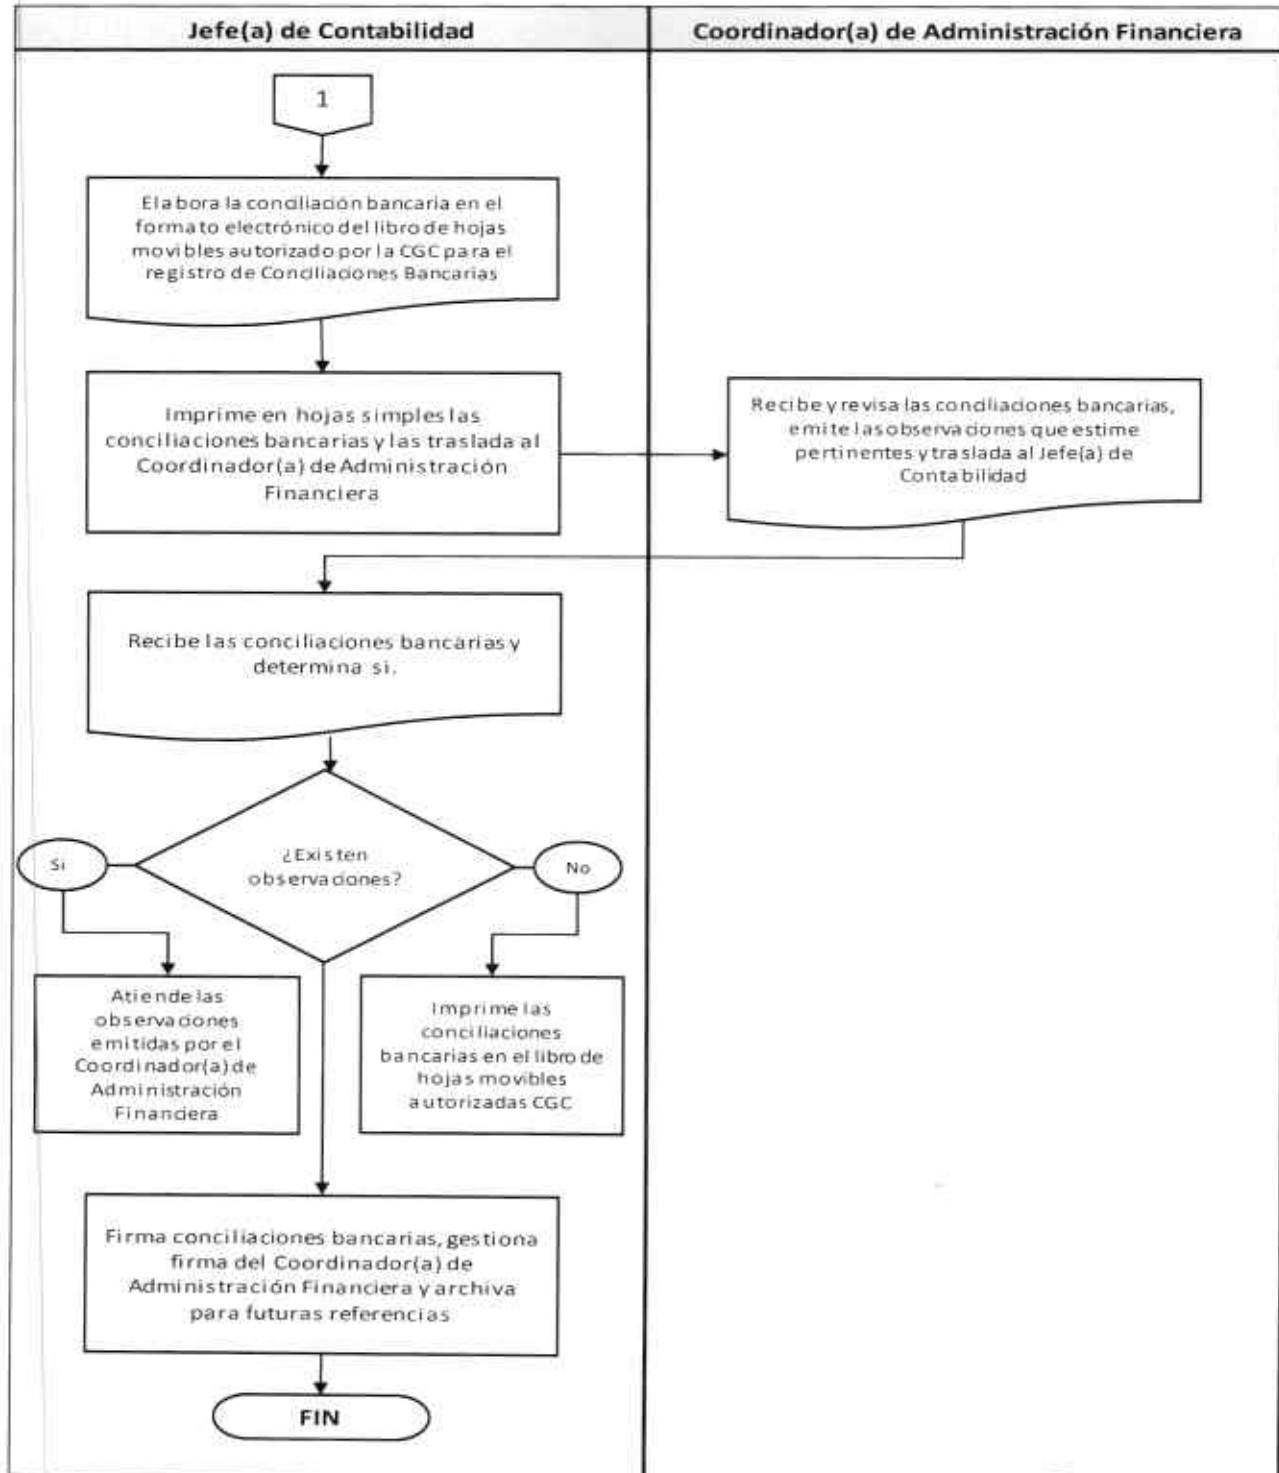 Jefe(a) de Contabilidad
Coordinador(a) de Administración Financiera
1
Elabora la conciliación bancaria en el
formato electrónico del libro de hojas
movibles autorizado por la CGC para el
registro de Conciliaciones Bancarias
Imprime en hojas simples las
conciliaciones bancarias y las traslada al
Coordinador(a) de Administración
Financiera
Recibe y revisa las conciliaciones bancarias,
emite las observaciones que estime
pertinentes y traslada al Jefe(a) de
Contabilidad
Recibe las conciliaciones bancarias y
determina si.
¿Existen
observaciones?
Si
No
Atiende las
observaciones
emitidas por el
Coordinador(a) de
Administración
Financiera
Imprime las
conciliaciones
bancarias en el libro de
hojas movibles
autorizadas CGC
Firma conciliaciones bancarias, gestiona
firma del Coordinador(a) de
Administración Financiera y archiva
para futuras referencias
FIN